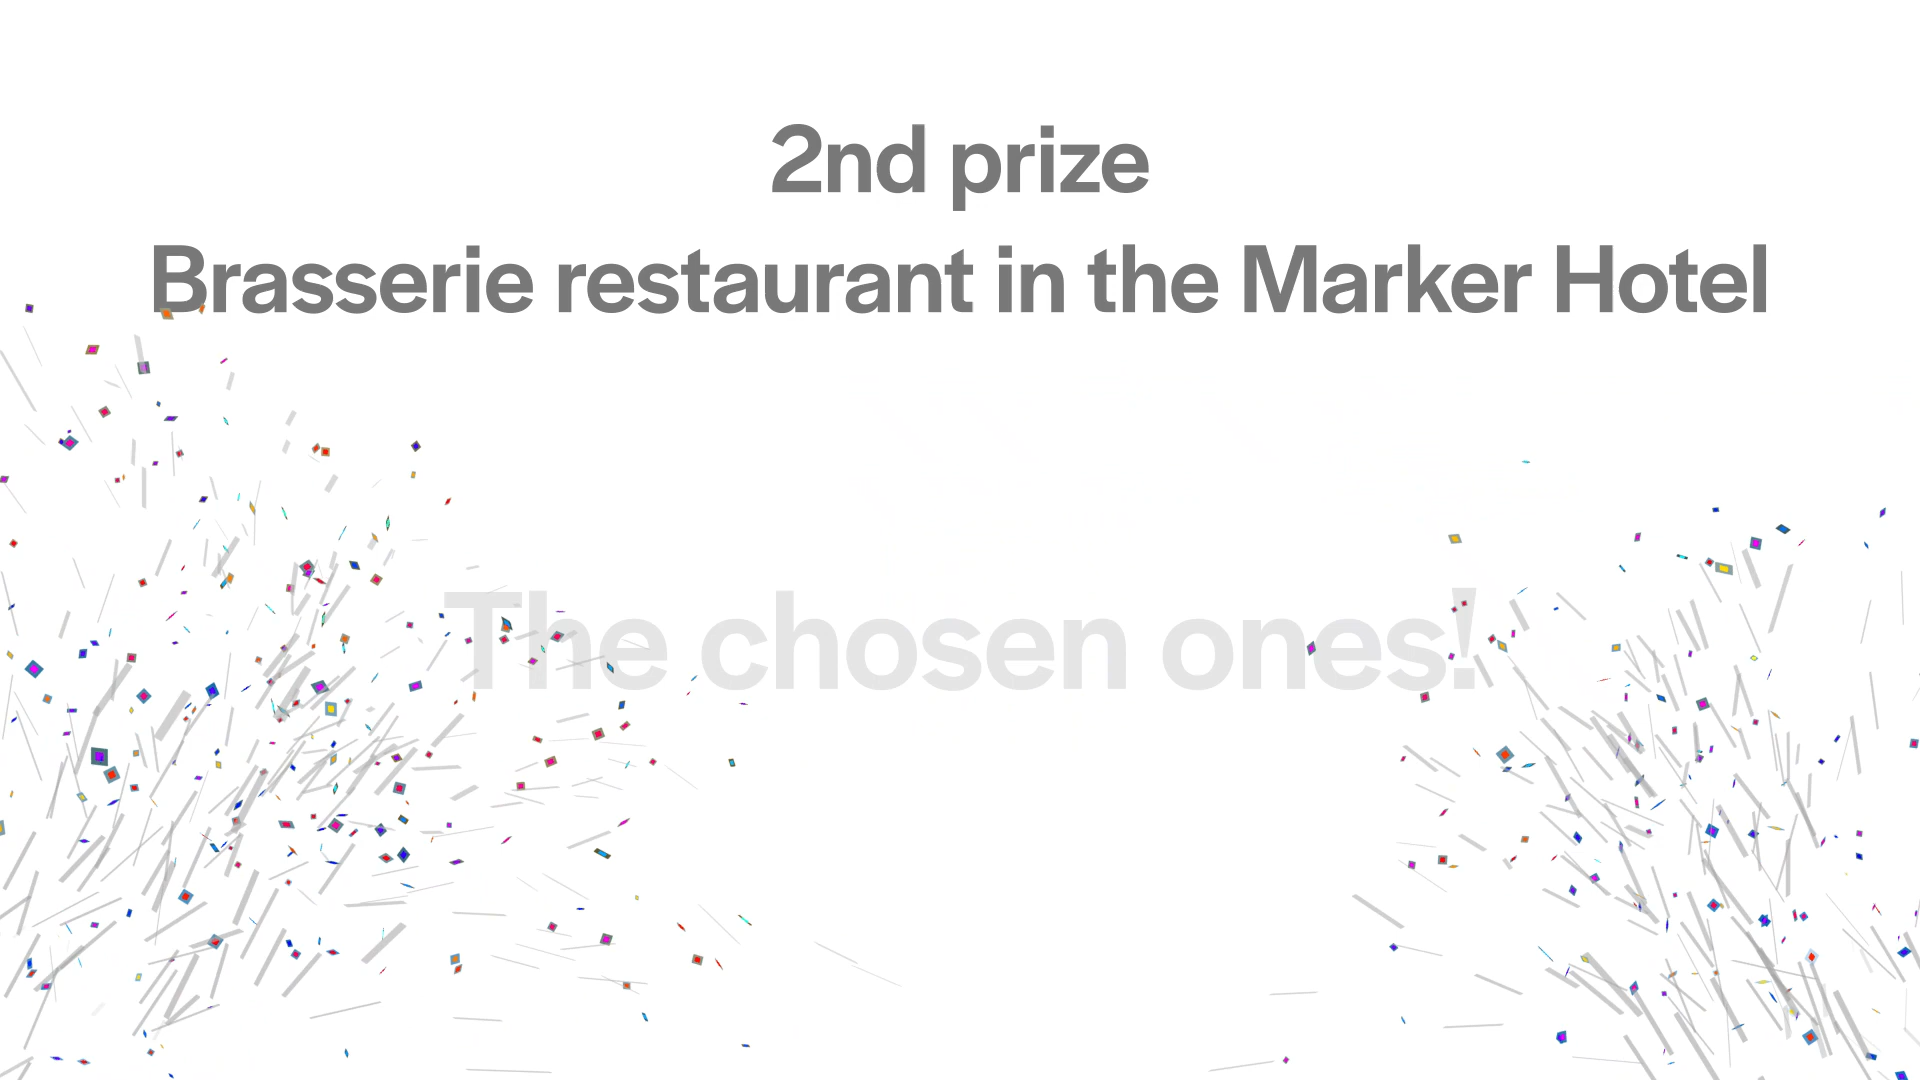 2nd prize
Brasserie restaurant in the Marker Hotel
The chosen ones!